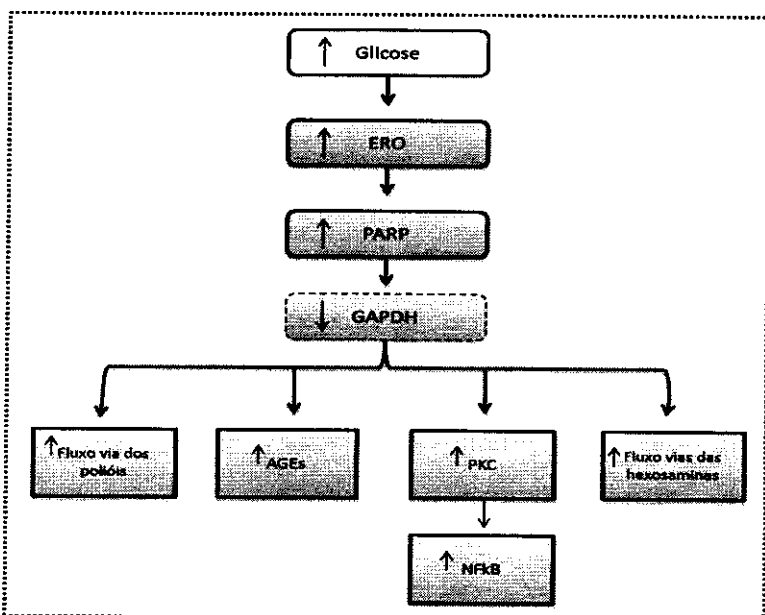 ↑ Glicose
↑ ERO
↑ PARP
↓ GAPDH
↑ Fluxo via dos
polióis
↑ AGEs
↑ PKC
↑ Fluxo vias das
hexosaminas
↑ NFkB